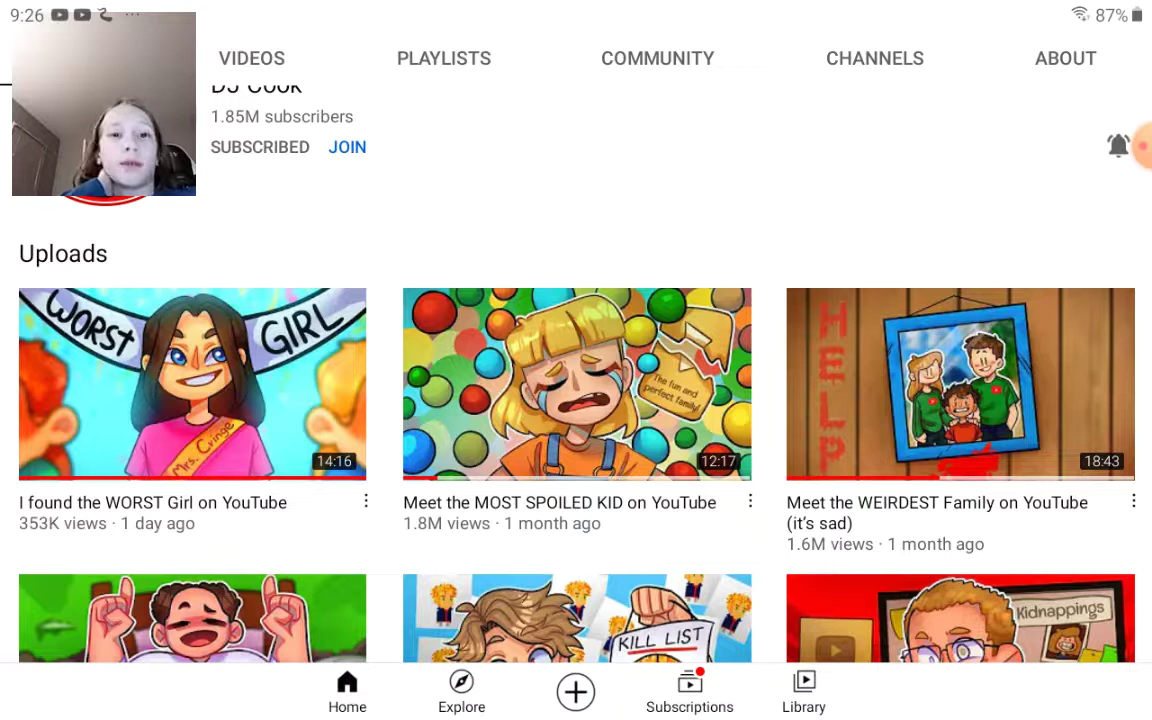 9:26
87%
VIDEOS PLAYLISTS COMMUNITY CHANNELS ABOUT
DJ Cook
1.85M subscribers
SUBSCRIBED JOIN
Uploads
WORST GIRL
Mrs. Cringe
14:16
The fun and
perfect family!
12:17
HELP
18:43
I found the WORST Girl on YouTube
353K views · 1 day ago
Meet the MOST SPOILED KID on YouTube
1.8M views · 1 month ago
Meet the WEIRDEST Family on YouTube
(it’s sad)
1.6M views · 1 month ago
KILL LIST
Kidnappings
Home Explore Subscriptions Library